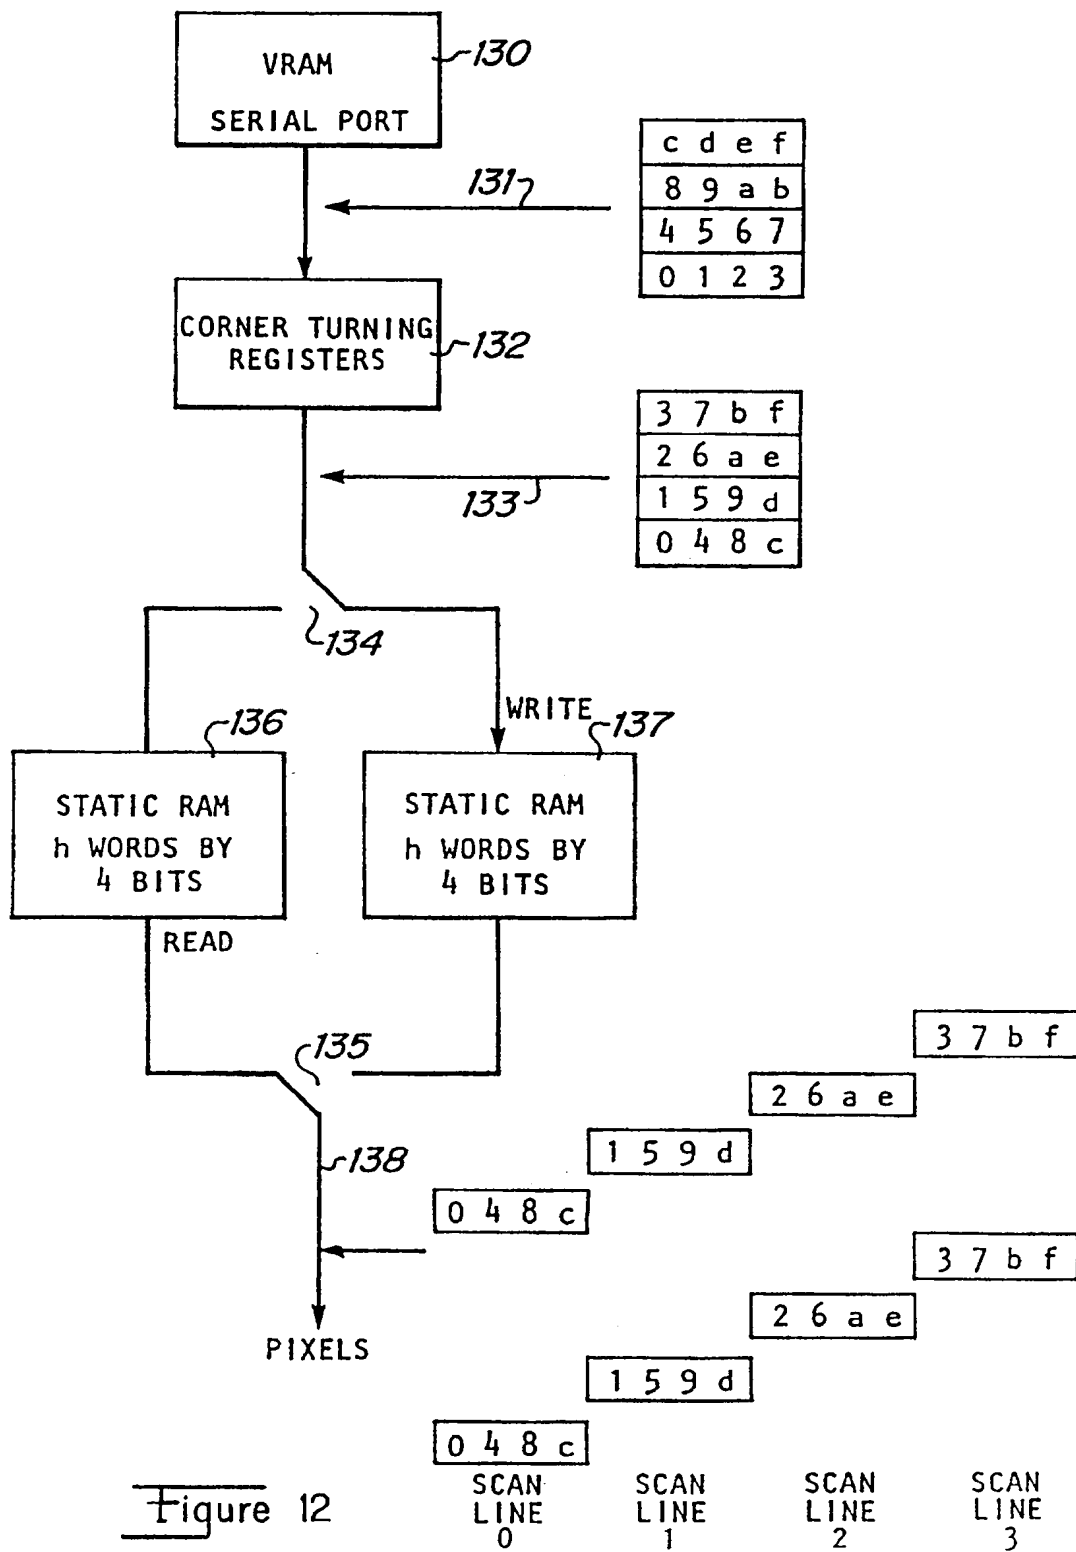 VRAM
SERIAL PORT
130
131
c d e f
8 9 a b
4 5 6 7
0 1 2 3
CORNER TURNING
REGISTERS
132
133
3 7 b f
2 6 a e
1 5 9 d
0 4 8 c
134
WRITE
136
137
STATIC RAM
h WORDS BY
4 BITS
STATIC RAM
h WORDS BY
4 BITS
READ
135
138
3 7 b f
2 6 a e
1 5 9 d
0 4 8 c
3 7 b f
2 6 a e
1 5 9 d
0 4 8 c
PIXELS
SCAN
LINE
0
SCAN
LINE
1
SCAN
LINE
2
SCAN
LINE
3
Figure 12